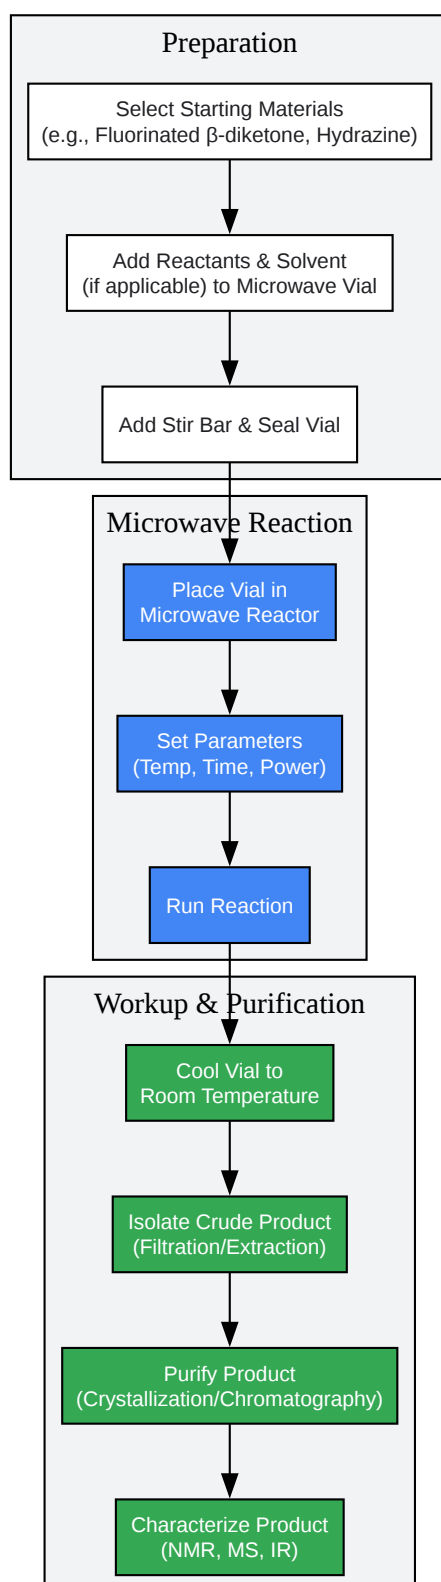 Preparation
Select Starting Materials
(e.g., Fluorinated β-diketone, Hydrazine)
Add Reactants & Solvent
(if applicable) to Microwave Vial
Add Stir Bar & Seal Vial
Microwave Reaction
Place Vial in
Microwave Reactor
Set Parameters
(Temp, Time, Power)
Run Reaction
Workup & Purification
Cool Vial to
Room Temperature
Isolate Crude Product
(Filtration/Extraction)
Purify Product
(Crystallization/Chromatography)
Characterize Product
(NMR, MS, IR)